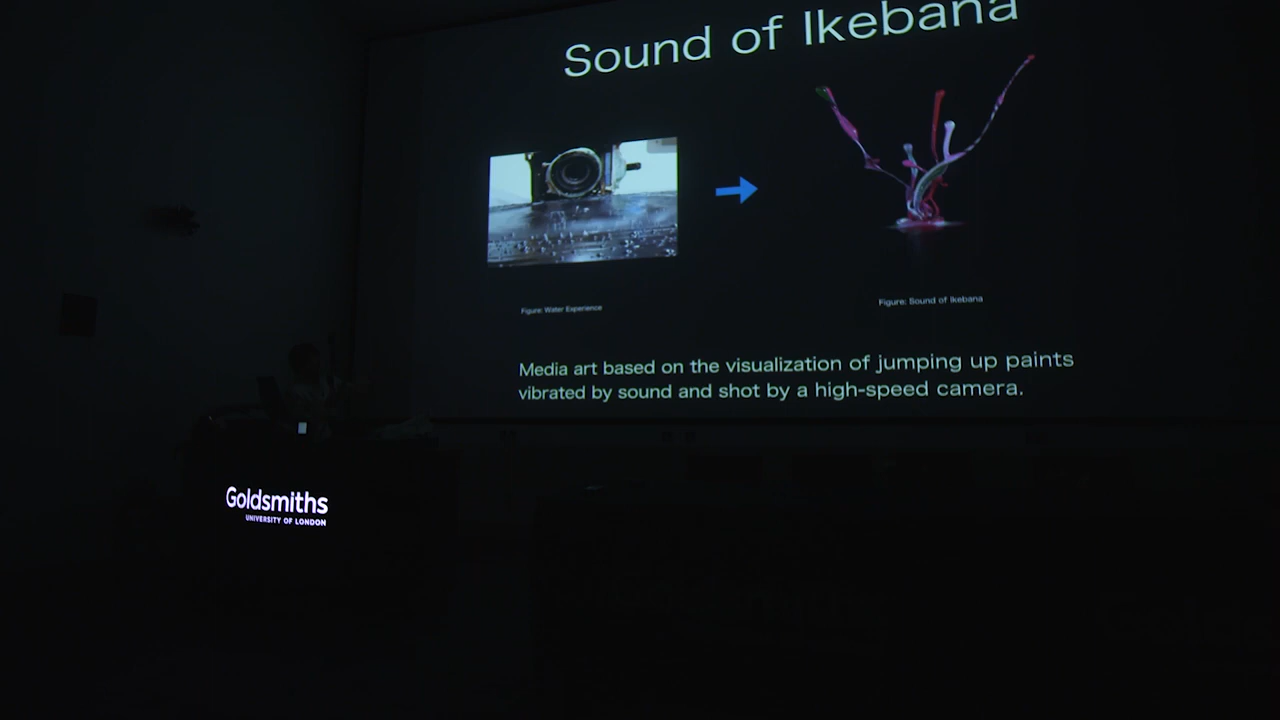 Sound of Ikebana
Figure: Water Experience
Figure: Sound of Ikebana
Media art based on the visualization of jumping up paints
vibrated by sound and shot by a high-speed camera.
Goldsmiths
UNIVERSITY OF LONDON